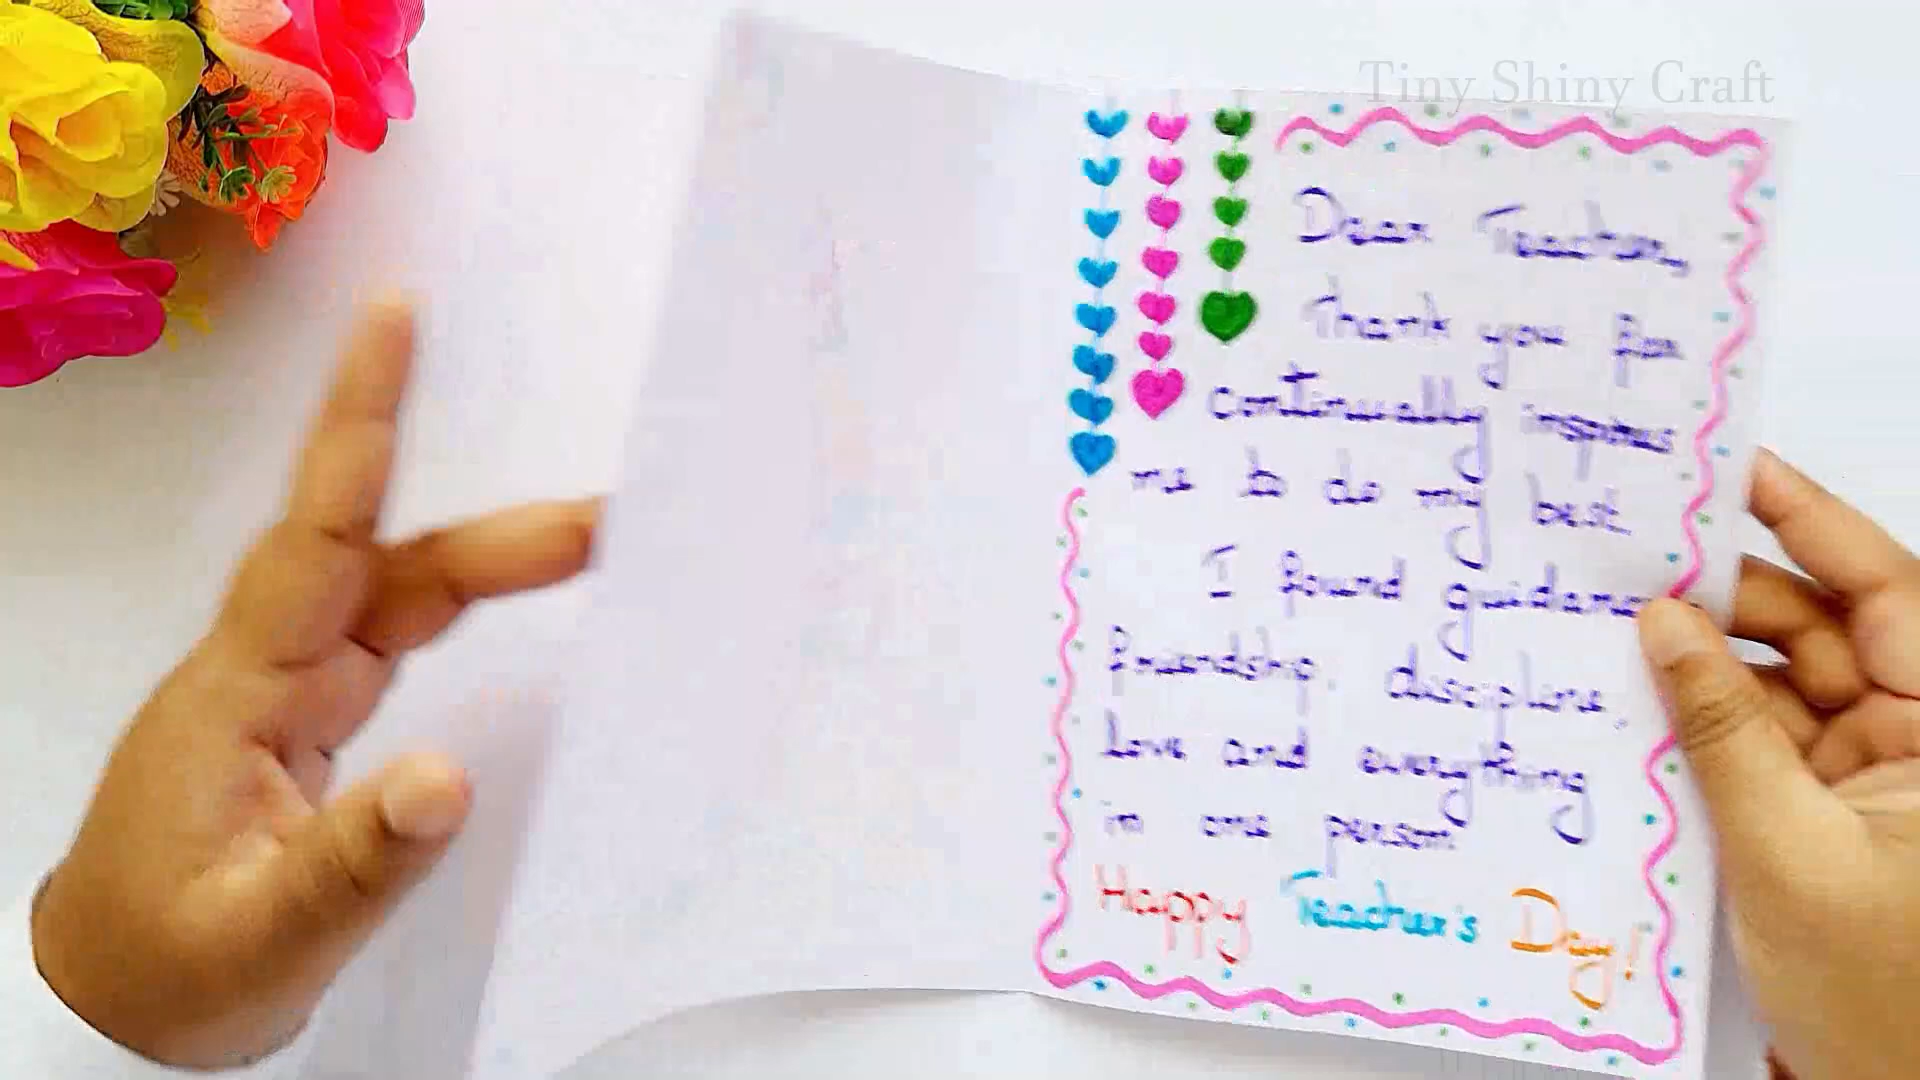 Tiny Shiny Craft
Dear Teacher,
Thank you for
continually inspires
me to do my best
I found guidance
Friendship, discipline,
Love and everything
in one person
Happy Teacher's Day!